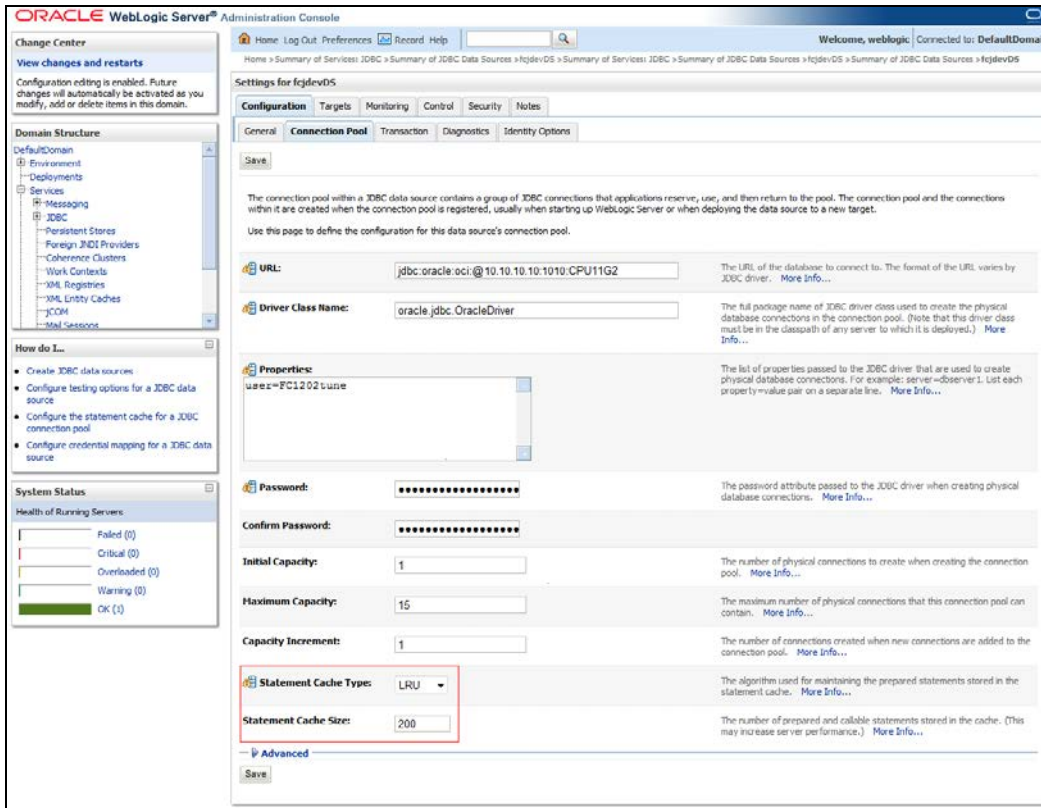 ORACLE WebLogic Server® Administration Console
Change Center
View changes and restarts
Configuration editing is enabled. Future
changes will automatically be activated as you
modify, add or delete items in this domain.
Domain Structure
DefaultDomain
Environment
Deployments
Services
Messaging
JDBC
Persistent Stores
Foreign JNDI Providers
Coherence Clusters
Work Contexts
XML Registries
XML Entity Caches
jCOM
Mail Sessions
How do I...
Create JDBC data sources
Configure testing options for a JDBC data
source
Configure the statement cache for a JDBC
connection pool
Configure credential mapping for a JDBC data
source
System Status
Health of Running Servers
Failed (0)
Critical (0)
Overloaded (0)
Warning (0)
OK (1)
Home Log Out Preferences Record Help
Welcome, weblogic Connected to: DefaultDomai
Home >Summary of Services: JDBC >Summary of JDBC Data Sources >fcjdevDS >Summary of Services: JDBC >Summary of JDBC Data Sources >fcjdevDS >Summary of JDBC Data Sources >fcjdevDS
Settings for fcjdevDS
Configuration Targets Monitoring Control Security Notes
General Connection Pool Transaction Diagnostics Identity Options
Save
The connection pool within a JDBC data source contains a group of JDBC connections that applications reserve, use, and then return to the pool. The connection pool and the connections
within it are created when the connection pool is registered, usually when starting up WebLogic Server or when deploying the data source to a new target.
Use this page to define the configuration for this data source's connection pool.
URL: jdbc:oracle:oci:@10.10.10.10:1010:CPU11G2
The URL of the database to connect to. The format of the URL varies by
JDBC driver. More Info...
Driver Class Name: oracle.jdbc.OracleDriver
The full package name of JDBC driver class used to create the physical
database connections in the connection pool. (Note that this driver class
must be in the classpath of any server to which it is deployed.) More
Info...
Properties:
user=FC1202tune
The list of properties passed to the JDBC driver that are used to create
physical database connections. For example: server=dbserver1. List each
property=value pair on a separate line. More Info...
Password: ••••••••••••••••••
The password attribute passed to the JDBC driver when creating physical
database connections. More Info...
Confirm Password: ••••••••••••••••••
Initial Capacity: 1
The number of physical connections to create when creating the connection
pool. More Info...
Maximum Capacity: 15
The maximum number of physical connections that this connection pool can
contain. More Info...
Capacity Increment: 1
The number of connections created when new connections are added to the
connection pool. More Info...
Statement Cache Type: LRU
The algorithm used for maintaining the prepared statements stored in the
statement cache. More Info...
Statement Cache Size: 200
The number of prepared and callable statements stored in the cache. (This
may increase server performance.) More Info...
Advanced
Save